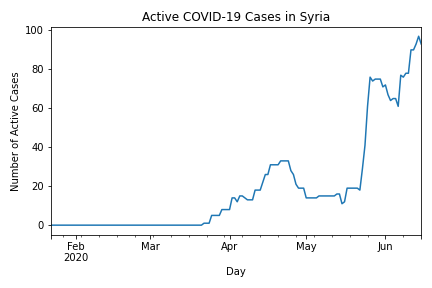 Active COVID-19 Cases in Syria
Number of Active Cases
100
80
60
40
20
0
Feb Mar Apr May Jun
2020
Day